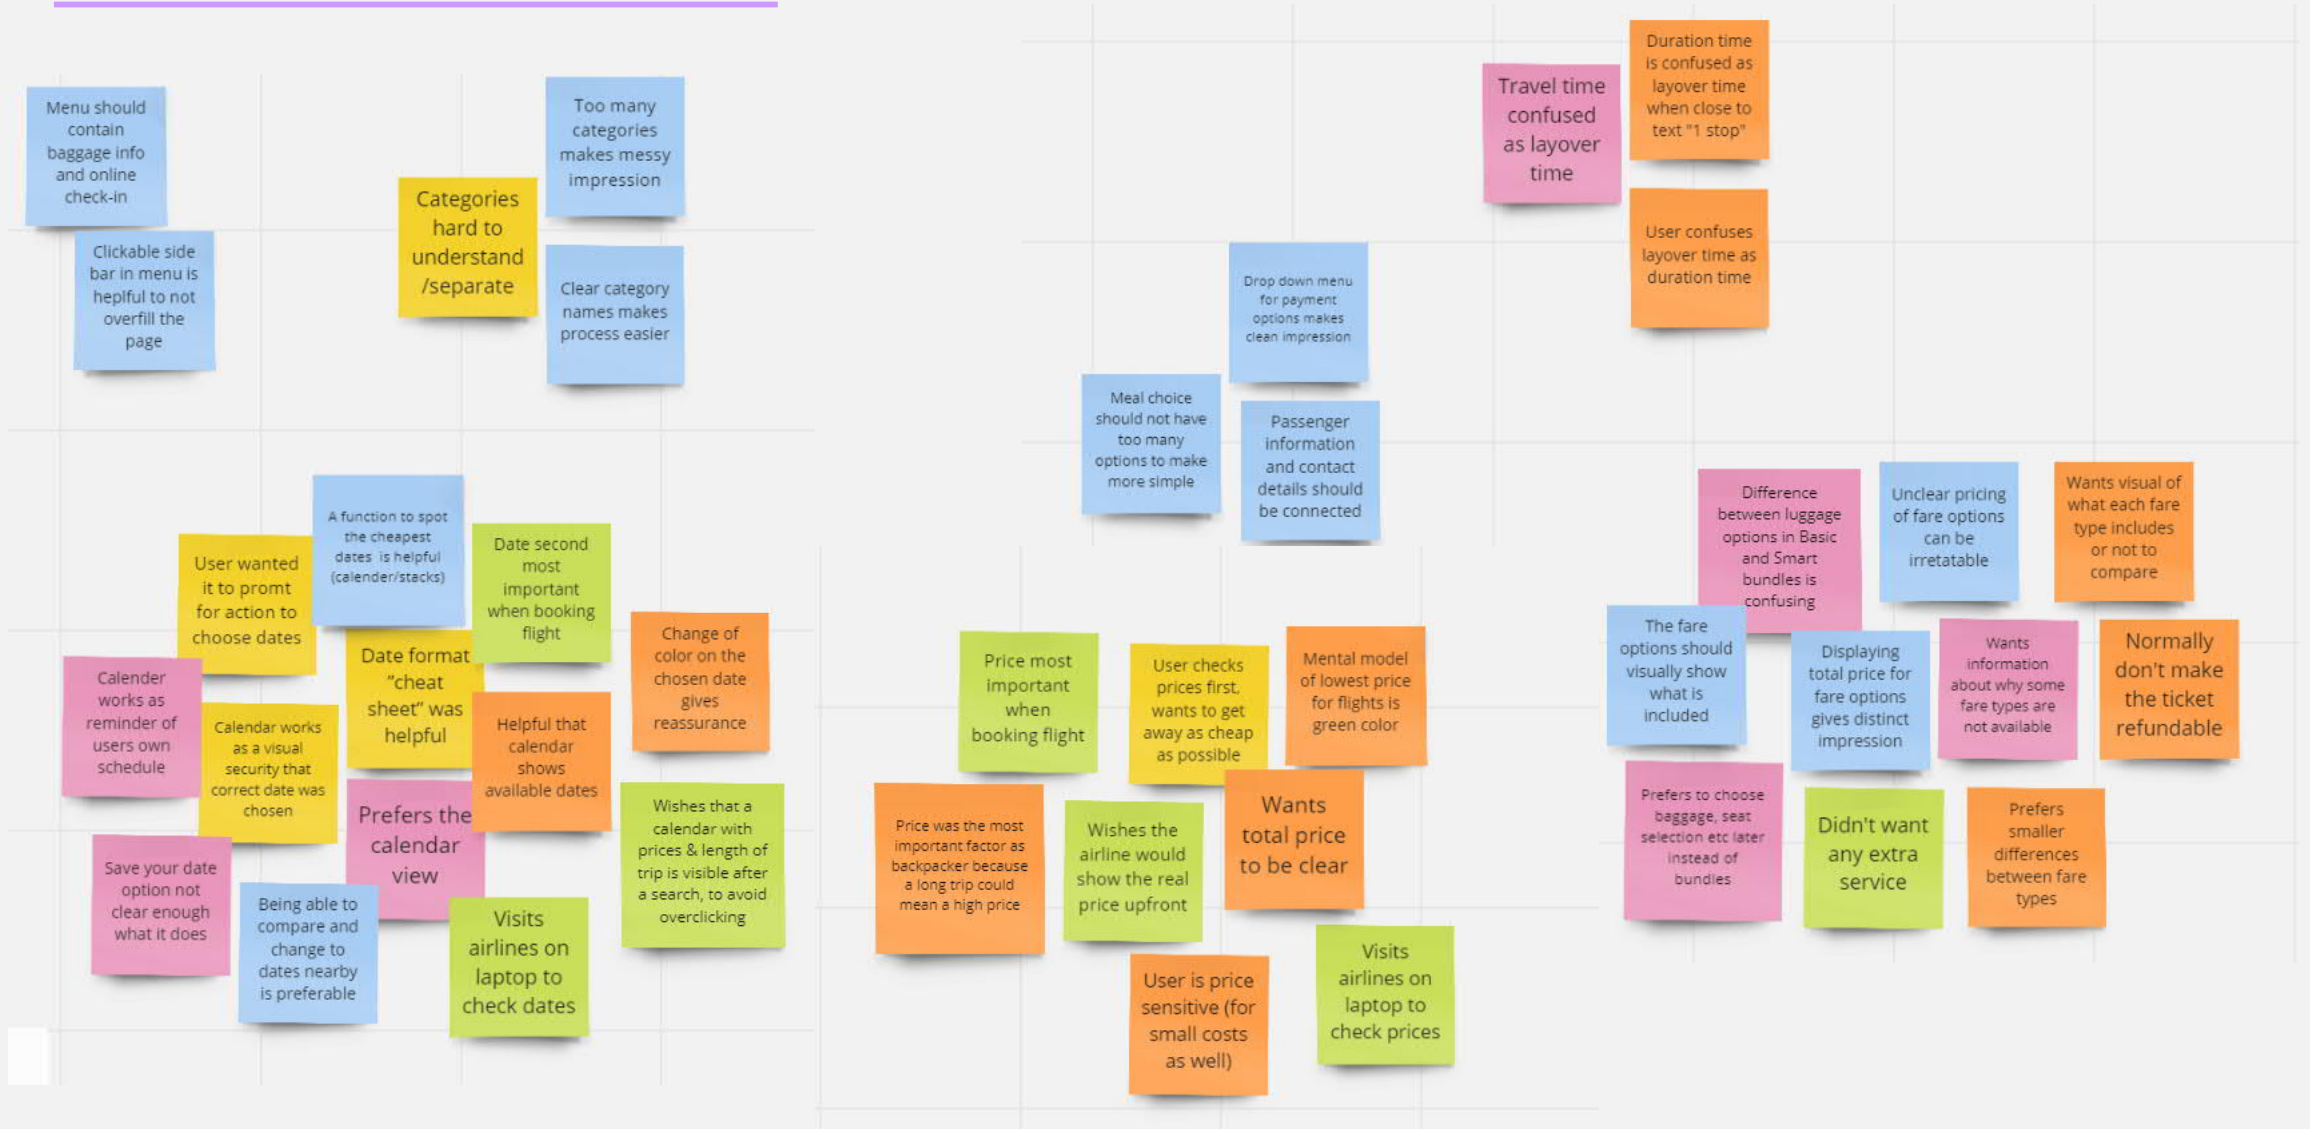 Menu should
contain
baggage info
and online
check-in
Clickable side
bar in menu is
heplful to not
overfill the
page
Categories
hard to
understand
/separate
Too many
categories
makes messy
impression
Clear category
names makes
process easier
Travel time
confused
as layover
time
Duration time
is confused as
layover time
when close to
text "1 stop"
User confuses
layover time as
duration time
Drop down menu
for payment
options makes
clean impression
Meal choice
should not have
too many
options to make
more simple
Passenger
information
and contact
details should
be connected
A function to spot
the cheapest
dates is helpful
(calender/stacks)
User wanted
it to promt
for action to
choose dates
Date second
most
important
when booking
flight
Change of
color on the
chosen date
gives
reassurance
Calender
works as
reminder of
users own
schedule
Date format
"cheat
sheet" was
helpful
Calendar works
as a visual
security that
correct date was
chosen
Helpful that
calendar
shows
available dates
Prefers the
calendar
view
Wishes that a
calendar with
prices & length of
trip is visible after
a search, to avoid
overclicking
Save your date
option not
clear enough
what it does
Being able to
compare and
change to
dates nearby
is preferable
Visits
airlines on
laptop to
check dates
Price most
important
when
booking flight
User checks
prices first,
wants to get
away as cheap
as possible
Mental model
of lowest price
for flights is
green color
Price was the most
important factor as
backpacker because
a long trip could
mean a high price
Wishes the
airline would
show the real
price upfront
Wants
total price
to be clear
User is price
sensitive (for
small costs
as well)
Visits
airlines on
laptop to
check prices
Difference
between luggage
options in Basic
and Smart
bundles is
confusing
Unclear pricing
of fare options
can be
irretatable
Wants visual of
what each fare
type includes
or not to
compare
The fare
options should
visually show
what is
included
Displaying
total price for
fare options
gives distinct
impression
Wants
information
about why some
fare types are
not available
Normally
don't make
the ticket
refundable
Prefers to choose
baggage, seat
selection etc later
instead of
bundles
Didn't want
any extra
service
Prefers
smaller
differences
between fare
types